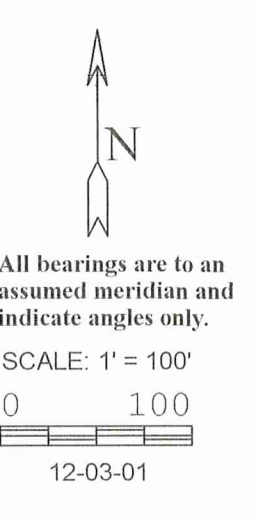 N
All bearings are to an
assumed meridian and
indicate angles only.
SCALE: 1' = 100'
0 100
12-03-01